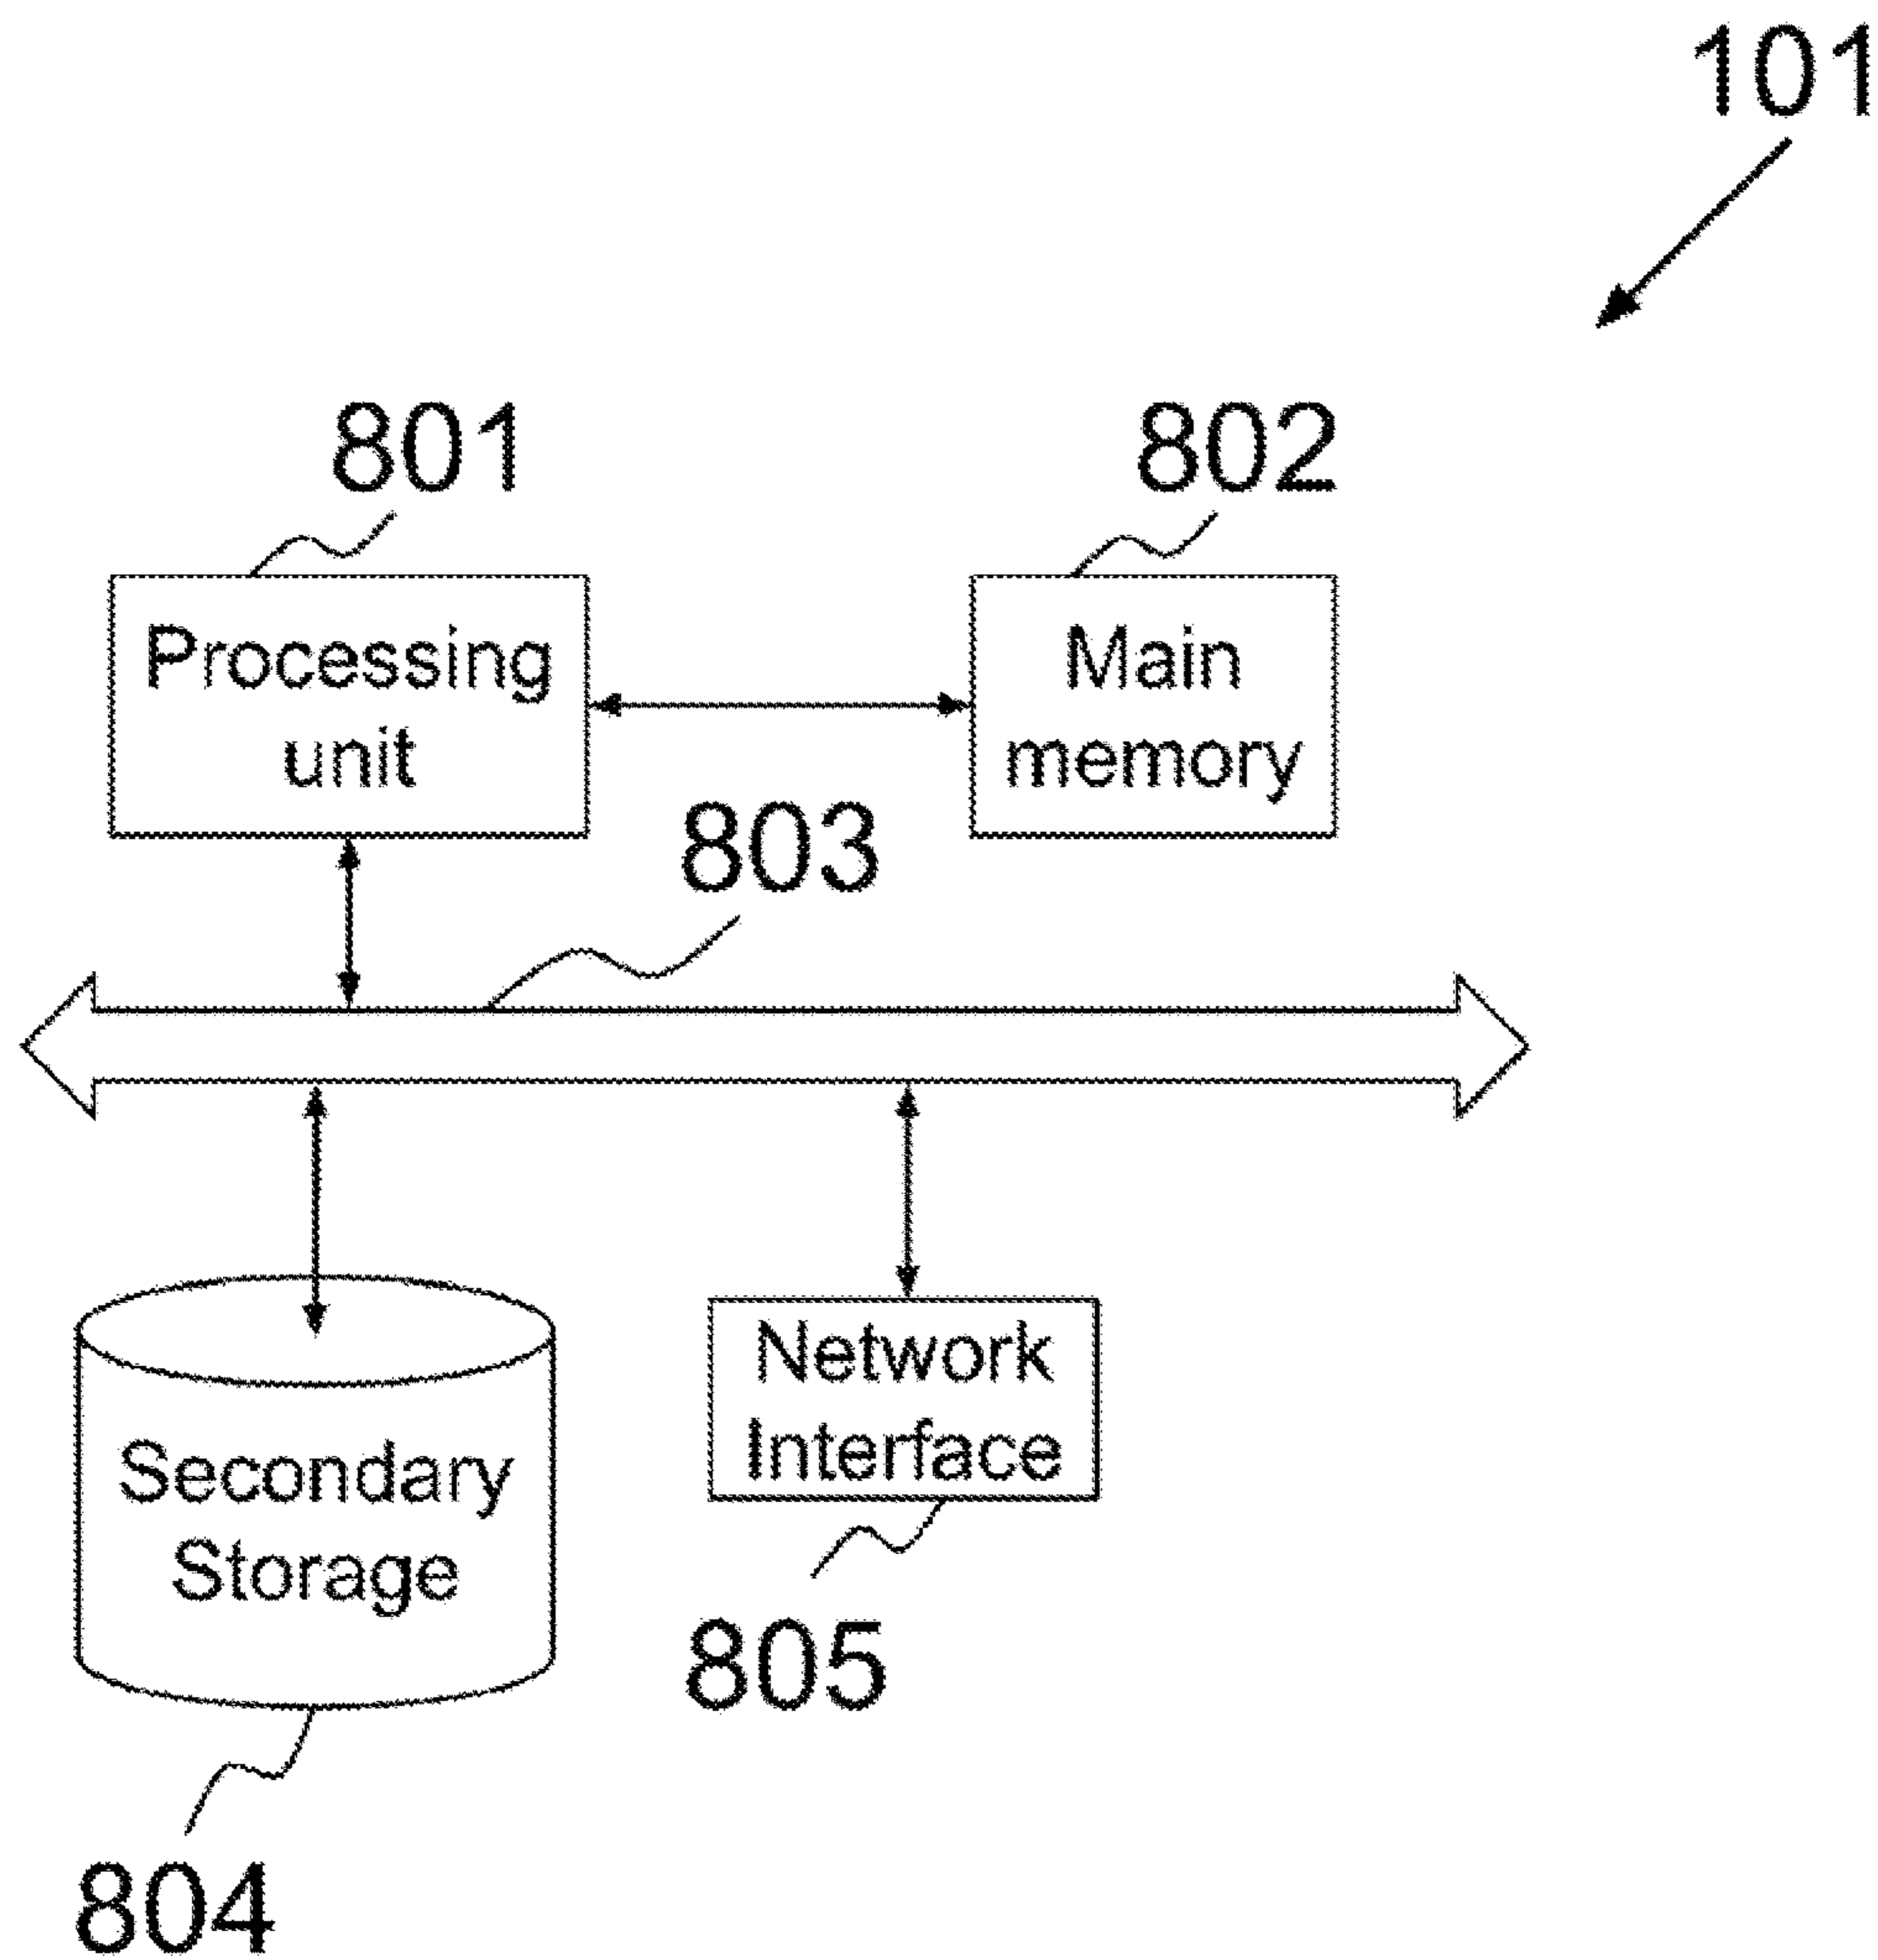 101
801
802
Processing
unit
Main
memory
803
Secondary
Storage
Network
Interface
805
804